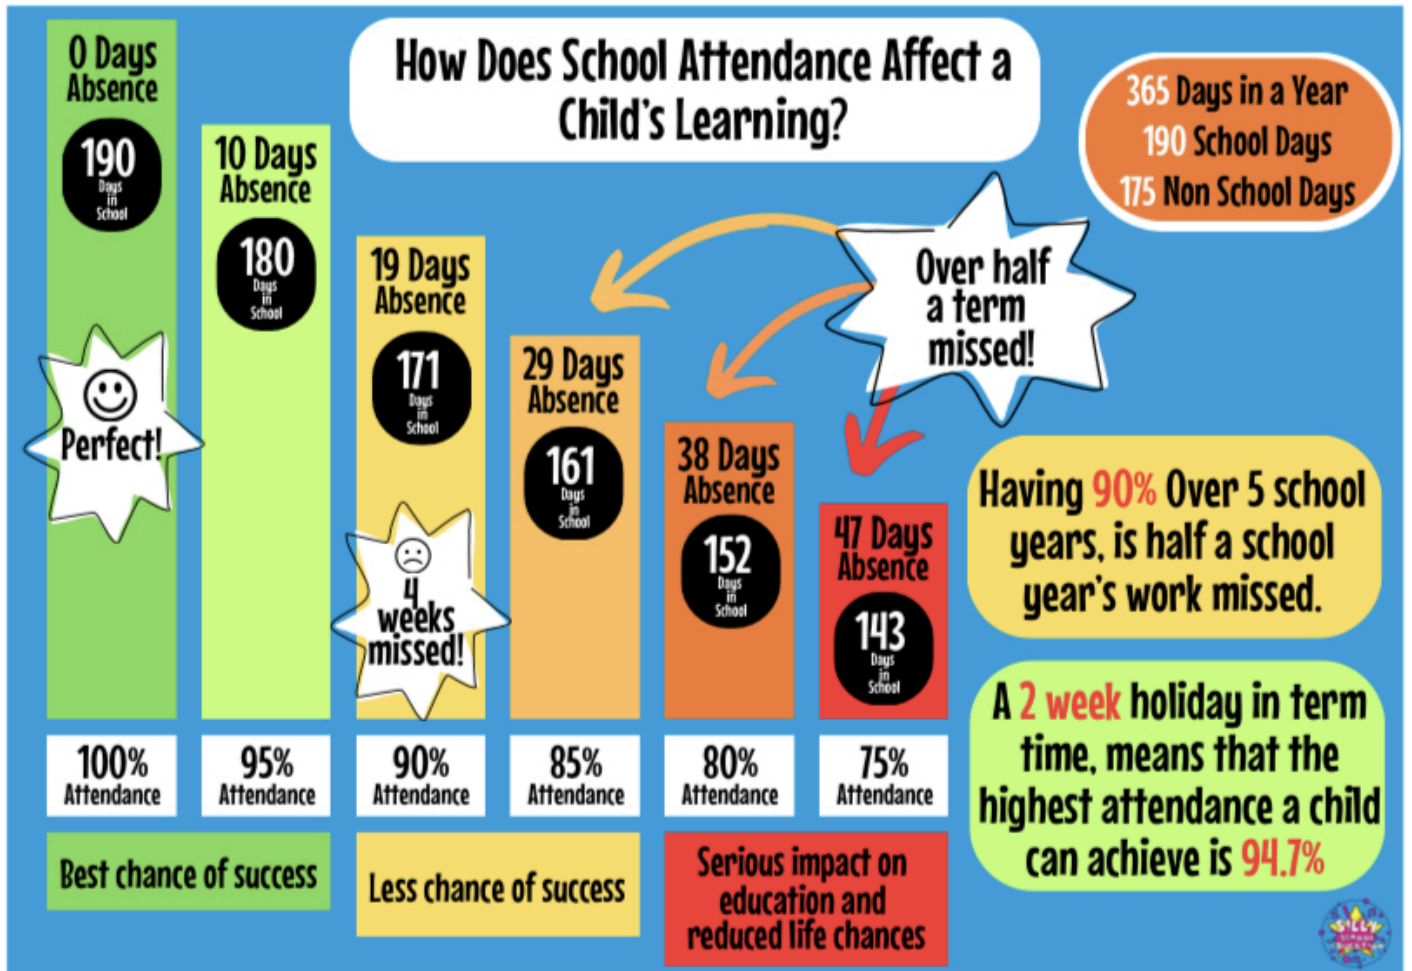 How Does School Attendance Affect a
Child's Learning?
365 Days in a Year
190 School Days
175 Non School Days
0 Days
Absence
190
Days
in
School
Perfect!
10 Days
Absence
180
Days
in
School
19 Days
Absence
171
Days
in
School
4
weeks
missed!
29 Days
Absence
161
Days
in
School
38 Days
Absence
152
Days
in
School
47 Days
Absence
143
Days
in
School
Over half
a term
missed!
Having 90% Over 5 school
years, is half a school
year's work missed.
A 2 week holiday in term
time, means that the
highest attendance a child
can achieve is 94.7%
100%
Attendance
95%
Attendance
90%
Attendance
85%
Attendance
80%
Attendance
75%
Attendance
Best chance of success
Less chance of success
Serious impact on
education and
reduced life chances
SILLY
SCHOOL
EDUCATION